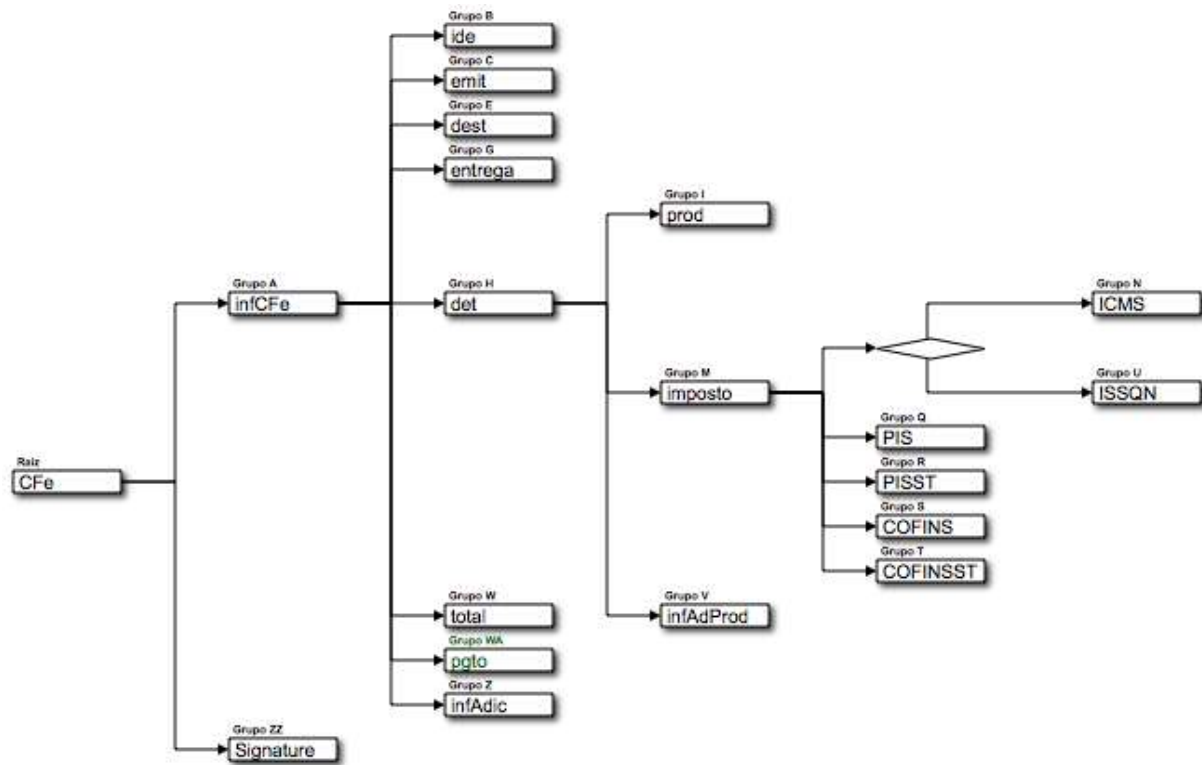 Grupo B
ide
Grupo C
emit
Grupo E
dest
Grupo G
entrega
Grupo I
prod
Grupo A
infCFe
Grupo H
det
Grupo N
ICMS
Grupo M
imposto
Grupo U
ISSQN
Grupo Q
PIS
Raiz
CFe
Grupo R
PISST
Grupo S
COFINS
Grupo T
COFINSST
Grupo W
total
Grupo V
infAdProd
Grupo WA
pgto
Grupo Z
infAdic
Grupo ZZ
Signature